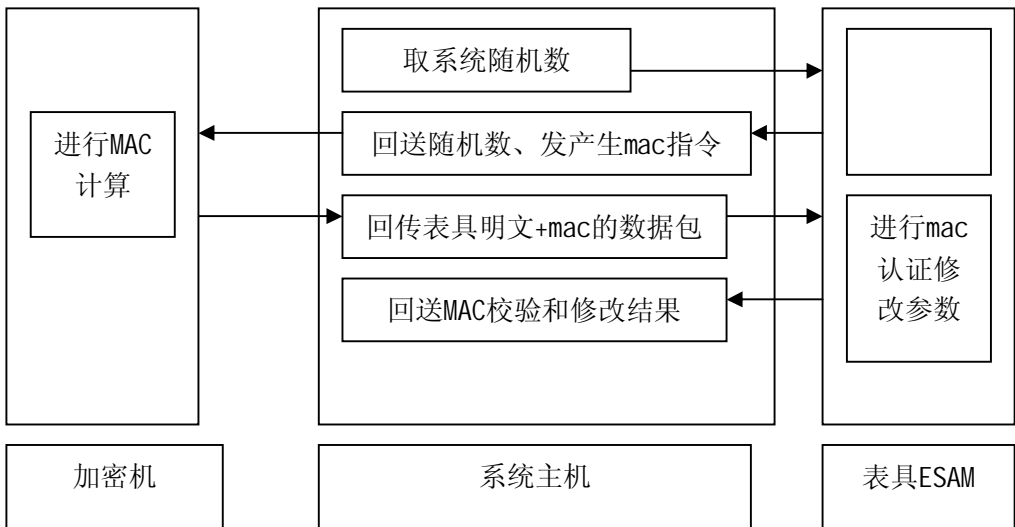 取系统随机数
进行MAC
计算
回送随机数、发产生mac指令
回传表具明文+mac的数据包
进行mac
认证修
改参数
回送MAC校验和修改结果
加密机
系统主机
表具ESAM